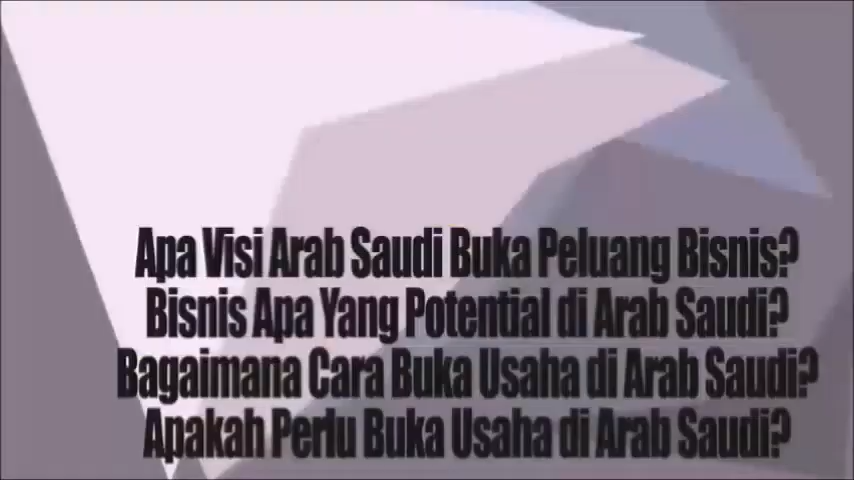 Apa Visi Arab Saudi Buka Peluang Bisnis?
Bisnis Apa Yang Potential di Arab Saudi?
Bagaimana Cara Buka Usaha di Arab Saudi?
Apakah Perlu Buka Usaha di Arab Saudi?